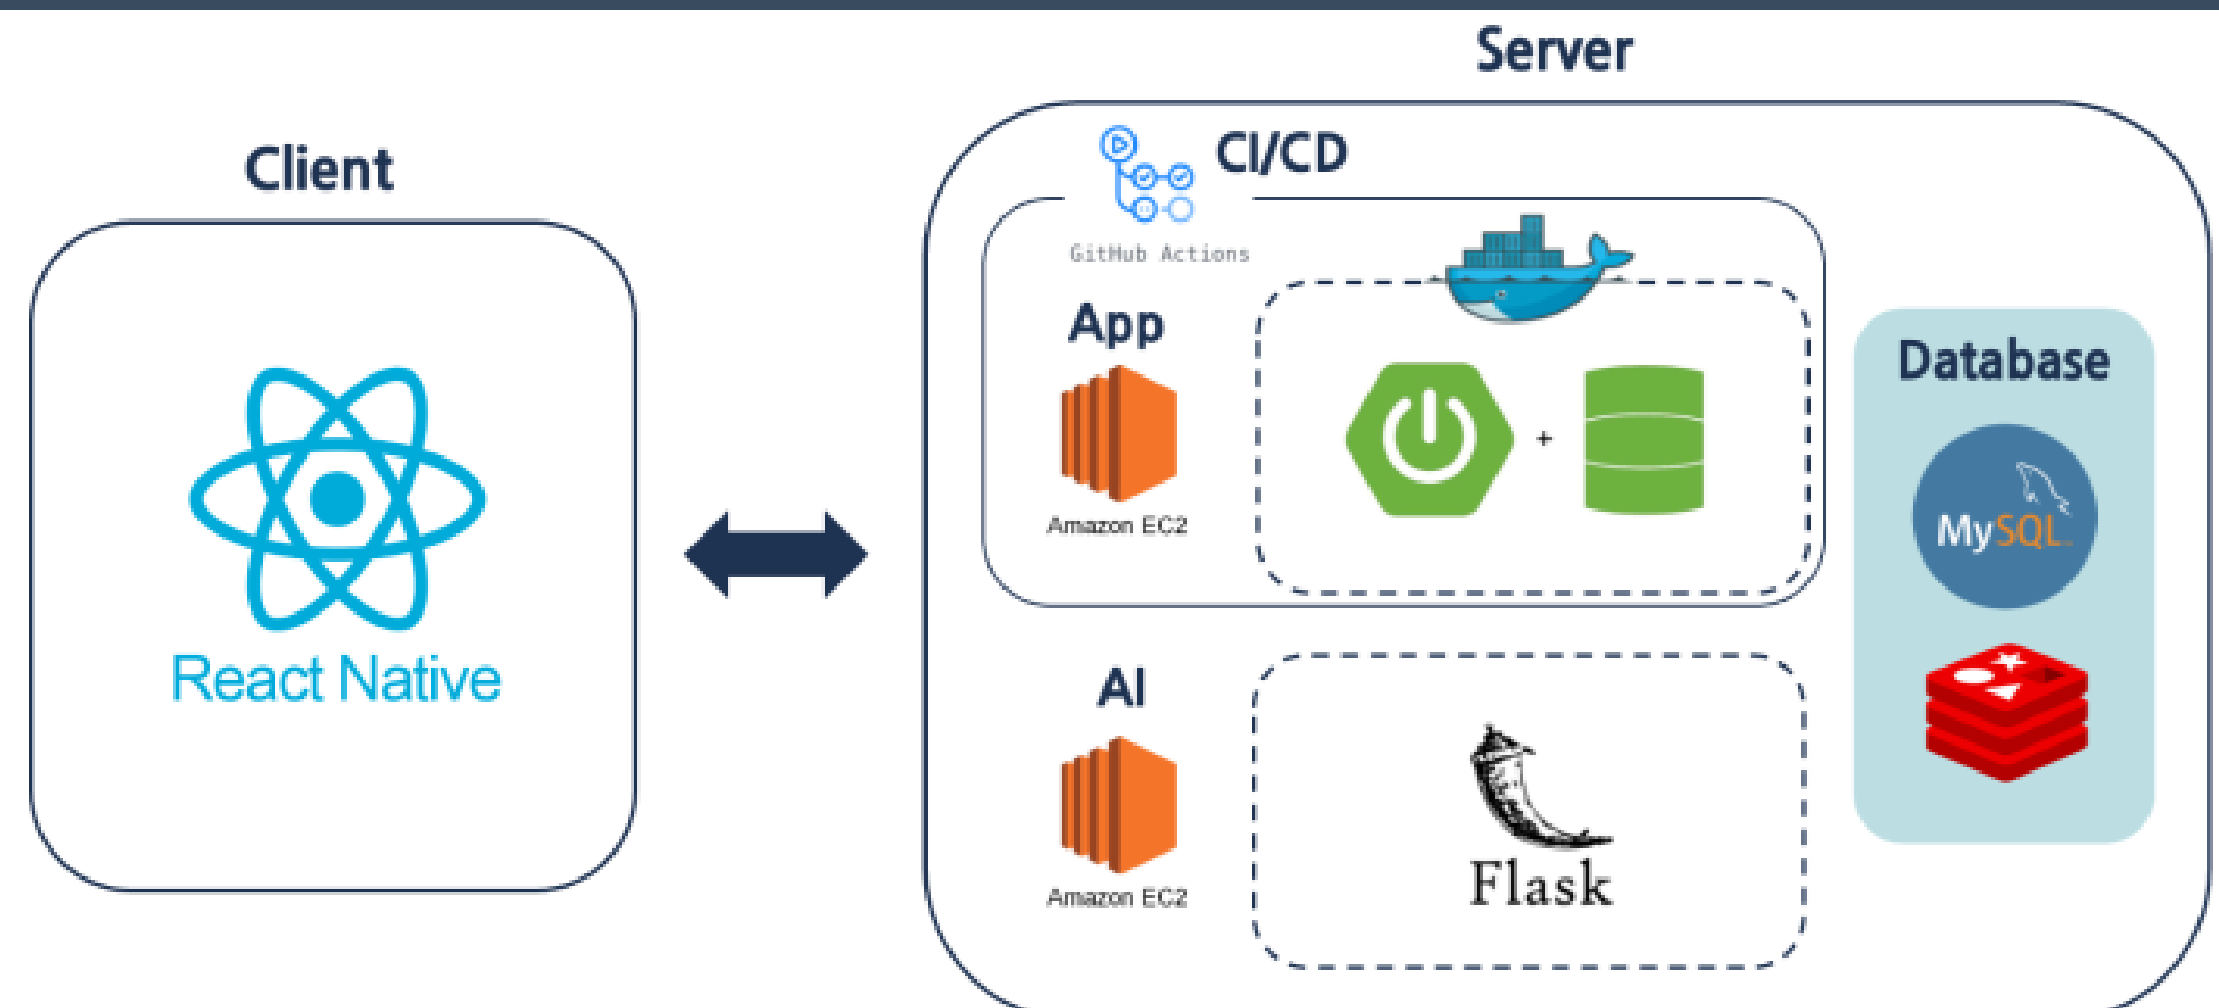 Server
Client
CI/CD
GitHub Actions
App
Amazon EC2
+
Database
MySQL
React Native
AI
Amazon EC2
Flask